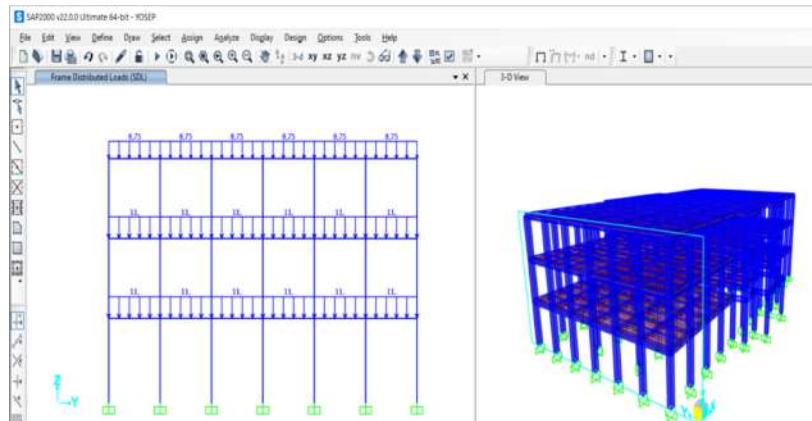 SAP2000 v22.0.0 Ultimate 64-bit - YOSEP
File Edit View Define Draw Select Assign Analyze Display Design Options Tools Help
3-d xy xz yz nv nd
Frame Distributed Loads (SDL)
3-D View
8.75 8.75 8.75 8.75 8.75 8.75
11. 11. 11. 11. 11. 11.
11. 11. 11. 11. 11. 11.
Z
Y